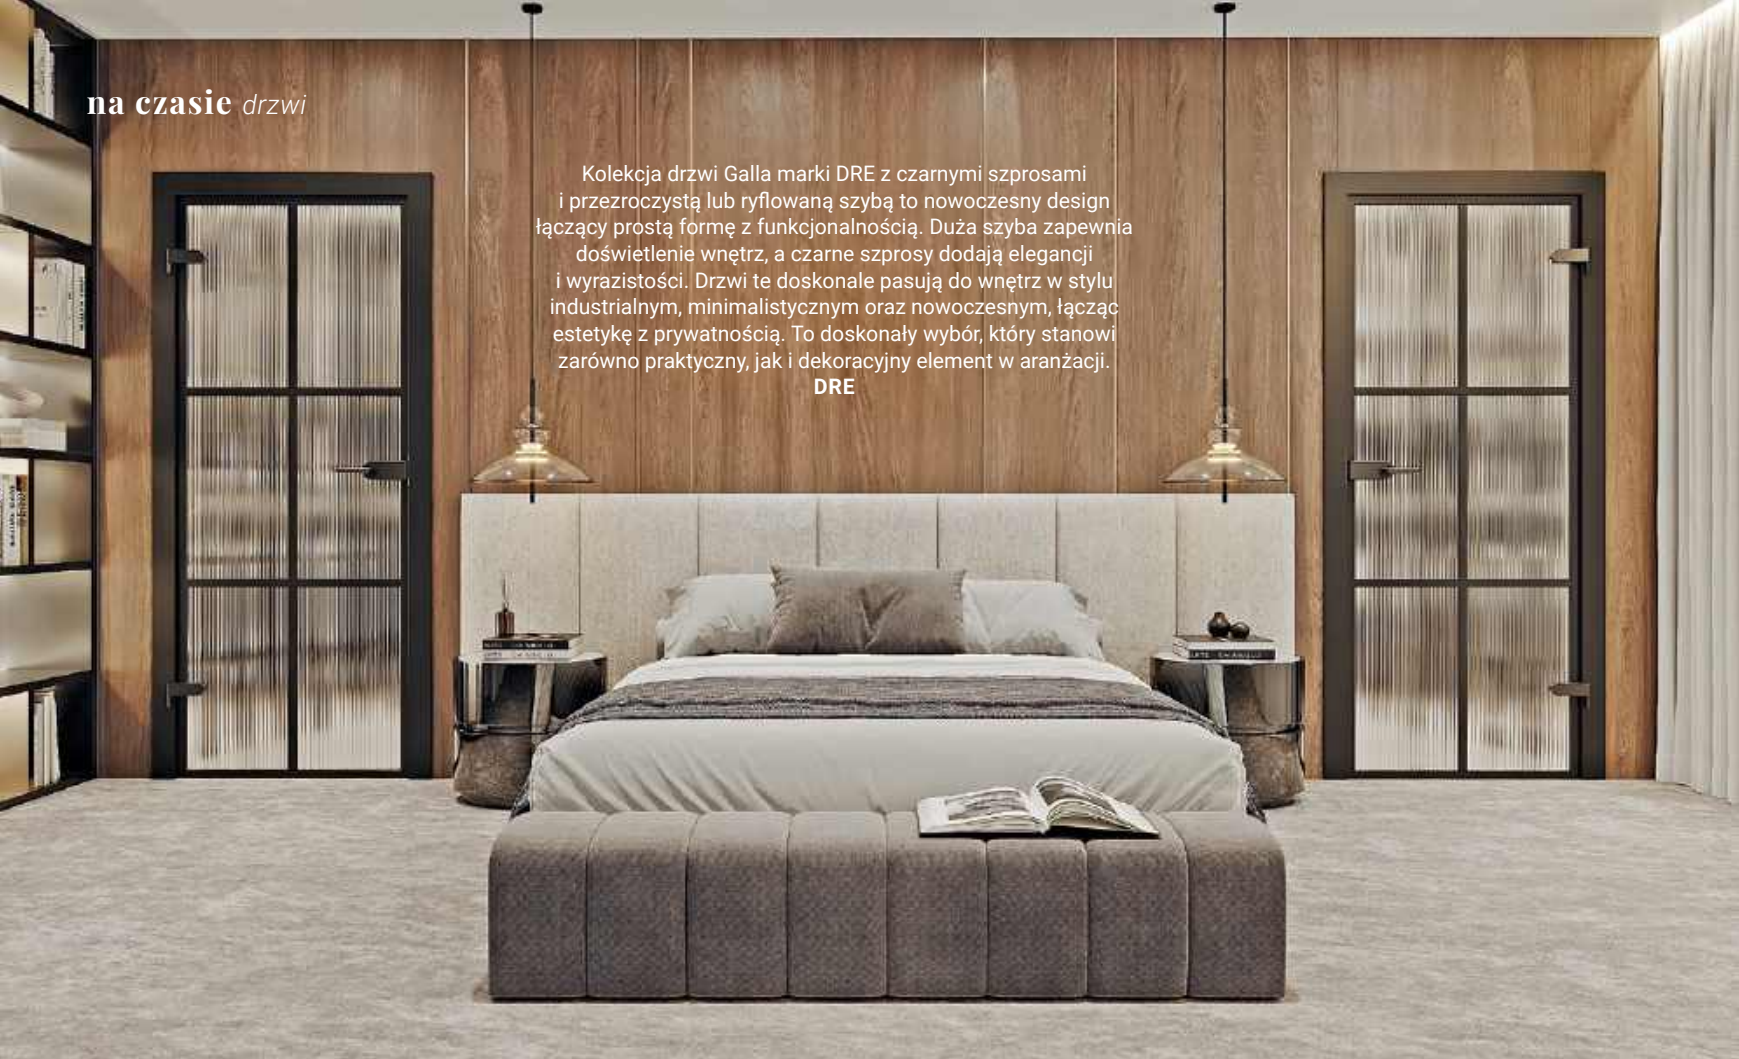 na czasie drzwi
Kolekcja drzwi Galla marki DRE z czarnymi szprosami
i przezroczystą lub ryflowaną szybą to nowoczesny design
łączący prostą formę z funkcjonalnością. Duża szyba zapewnia
doświetlenie wnętrz, a czarne szprosy dodają elegancji
i wyrazistości. Drzwi te doskonale pasują do wnętrz w stylu
industrialnym, minimalistycznym oraz nowoczesnym, łącząc
estetykę z prywatnością. To doskonały wybór, który stanowi
zarówno praktyczny, jak i dekoracyjny element w aranżacji.
DRE